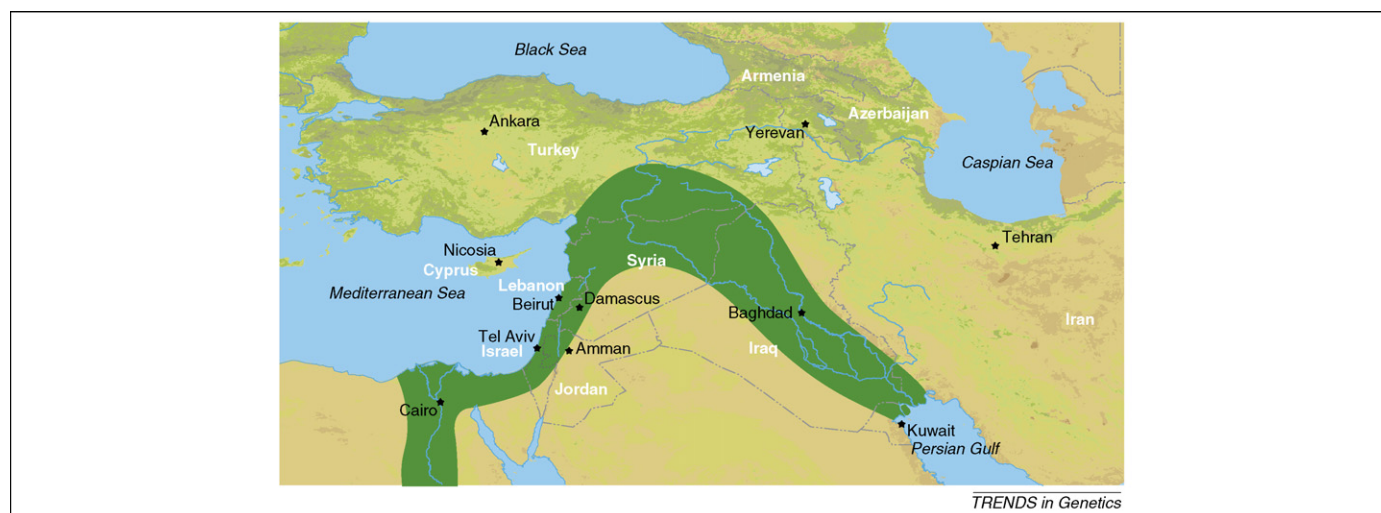 Black Sea
Armenia
Azerbaijan
Ankara
Yerevan
Turkey
Caspian Sea
Tehran
Nicosia
Cyprus
Syria
Mediterranean Sea
Lebanon
Beirut
Damascus
Baghdad
Iran
Tel Aviv
Israel
Amman
Iraq
Jordan
Cairo
Kuwait
Persian Gulf
TRENDS in Genetics